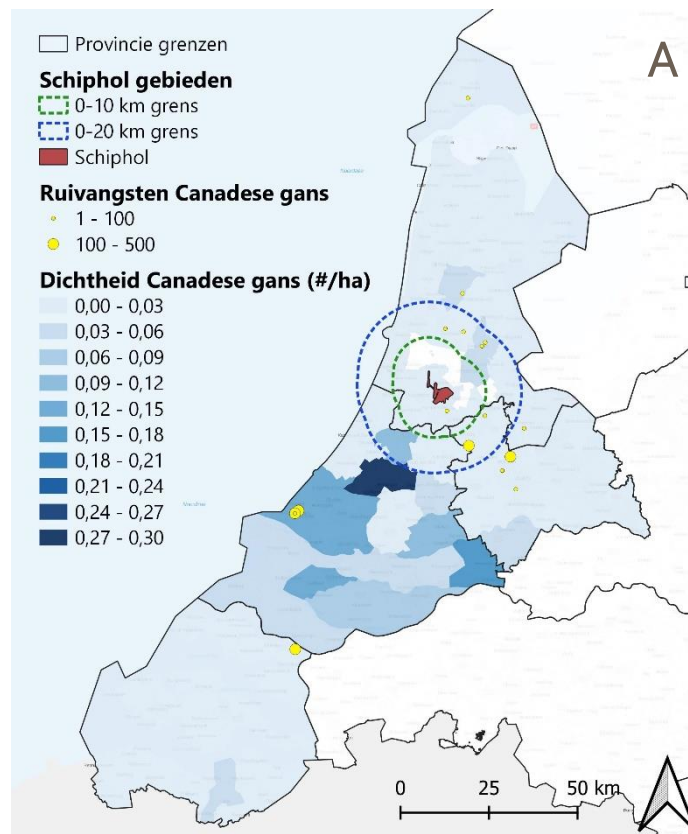 A
Provincie grenzen
Schiphol gebieden
0-10 km grens
0-20 km grens
Schiphol
Ruivangsten Canadese gans
1 - 100
100 - 500
Dichtheid Canadese gans (#/ha)
0,00 - 0,03
0,03 - 0,06
0,06 - 0,09
0,09 - 0,12
0,12 - 0,15
0,15 - 0,18
0,18 - 0,21
0,21 - 0,24
0,24 - 0,27
0,27 - 0,30
0 25 50 km